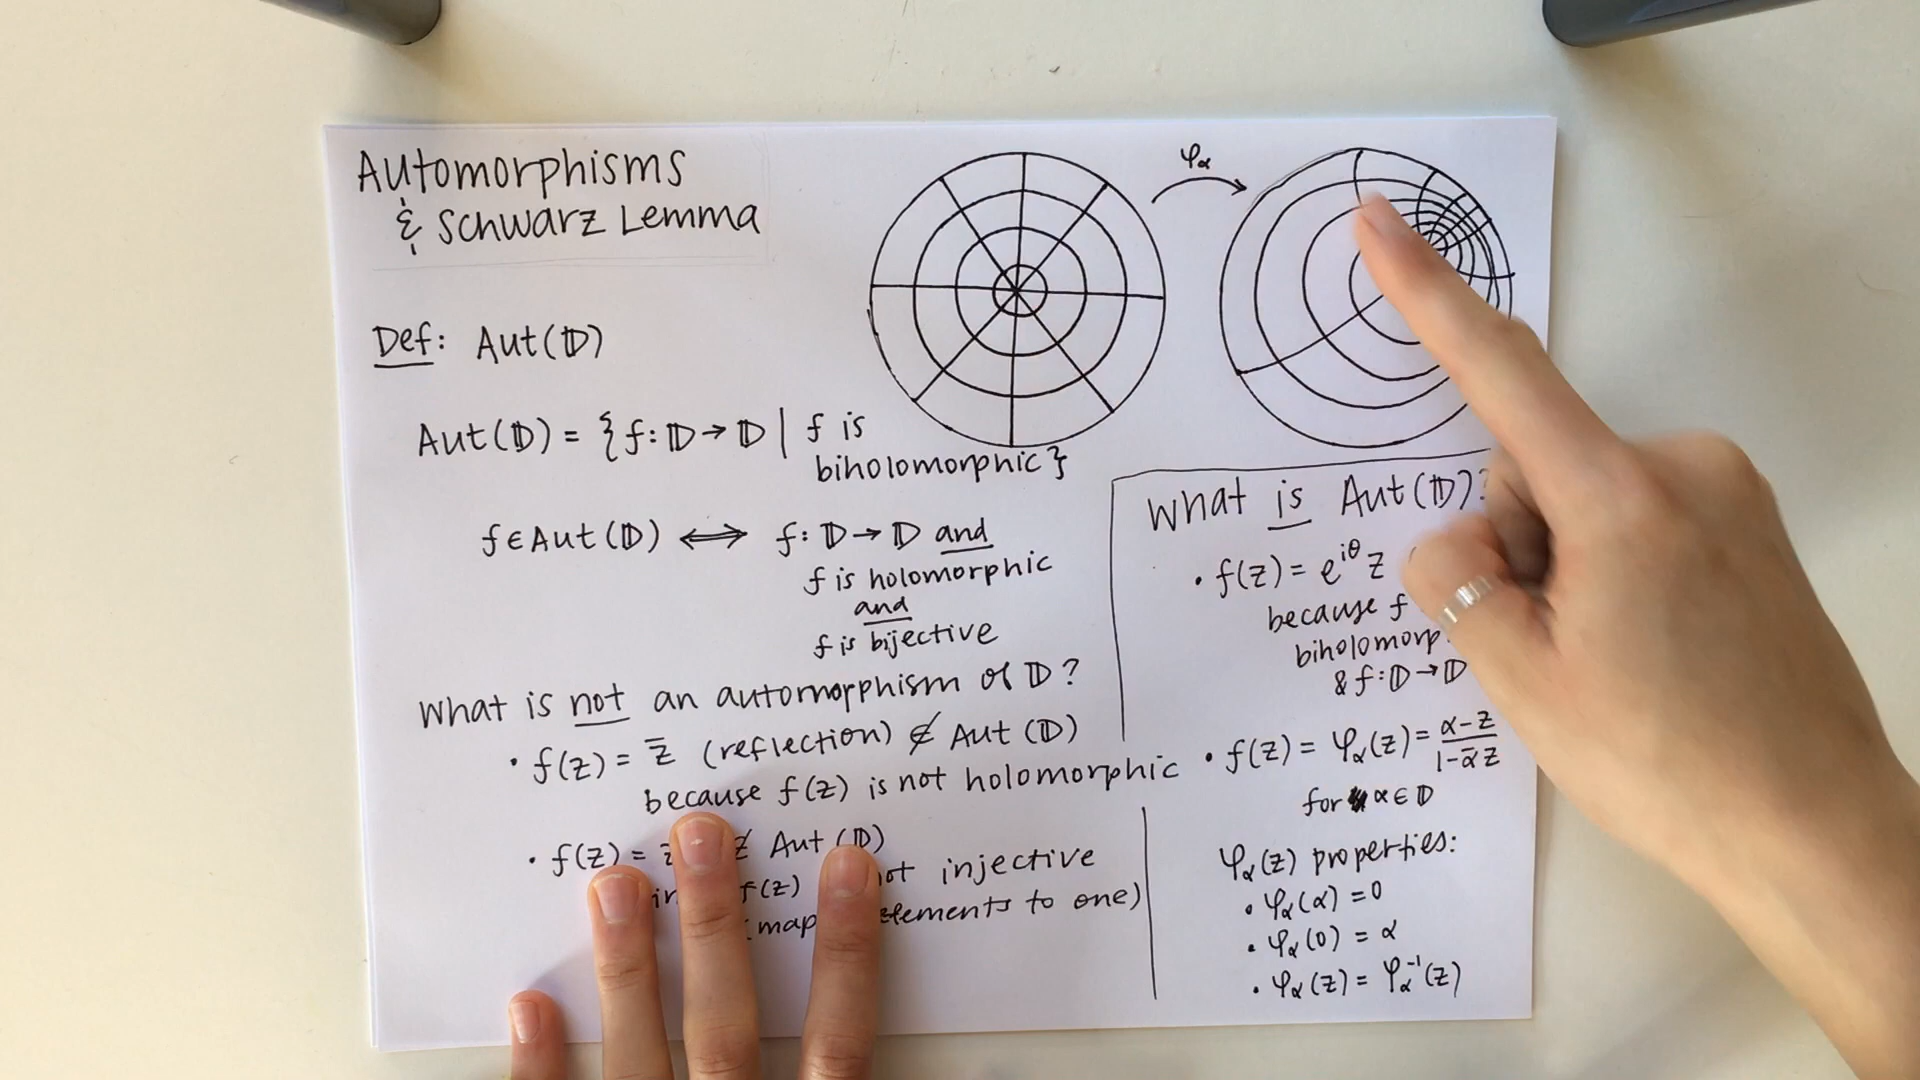 Automorphisms
& Schwarz Lemma
φα
Def: Aut(𝔻)
Aut(𝔻) = {f: 𝔻 → 𝔻 | f is
biholomorphic}
f ∈ Aut(𝔻) ⟺ f: 𝔻 → 𝔻 and
f is holomorphic
and
f is bijective
What is not an automorphism of 𝔻?
• f(z) = z̄ (reflection) ∉ Aut(𝔻)
because f(z) is not holomorphic
• f(z) = ∉ Aut(𝔻)
f(z) injective
elements to one)
What is Aut(𝔻)?
• f(z) = e^{iθ} z
because f
& f: 𝔻 → 𝔻
• f(z) = φα(z) = (α - z)/(1 - ᾱz)
for α ∈ 𝔻
φα(z) properties:
• φα(α) = 0
• φα(0) = α
• φα(z) = φα⁻¹(z)